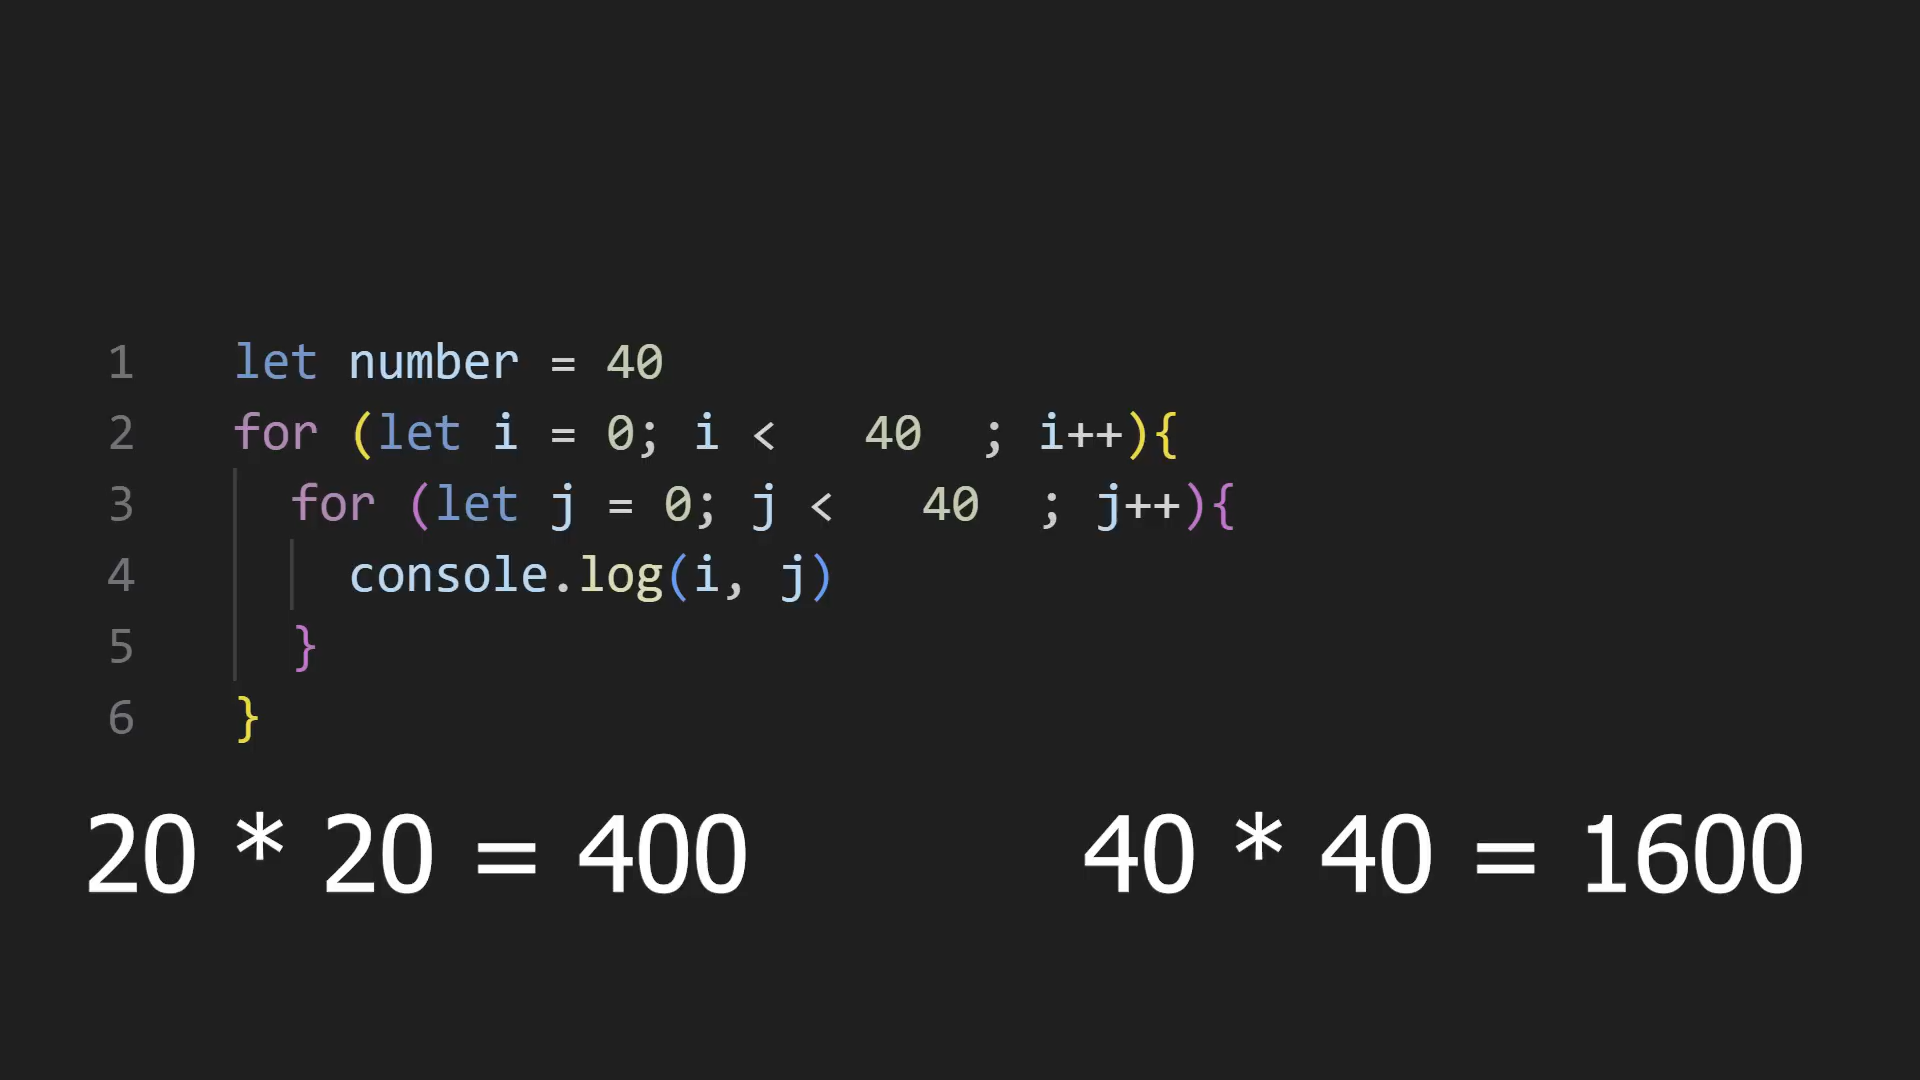 1 let number = 40
2 for (let i = 0; i < 40 ; i++){
3 for (let j = 0; j < 40 ; j++){
4 console.log(i, j)
5 }
6 }
20 * 20 = 400 40 * 40 = 1600